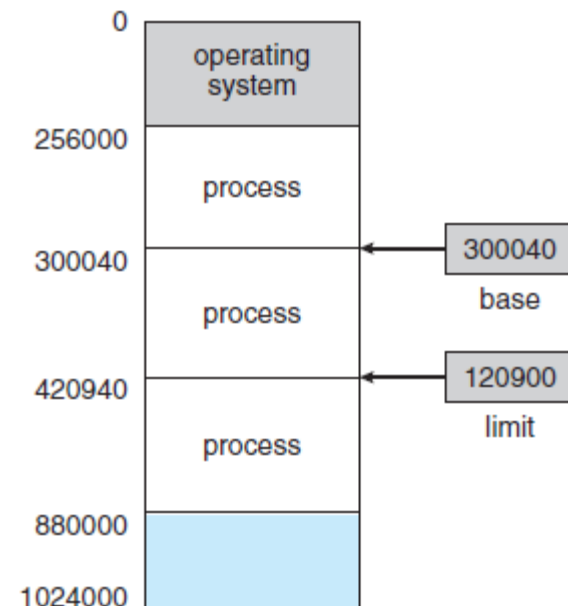 0
operating
system
256000
process
300040
300040
base
process
420940
120900
limit
process
880000
1024000